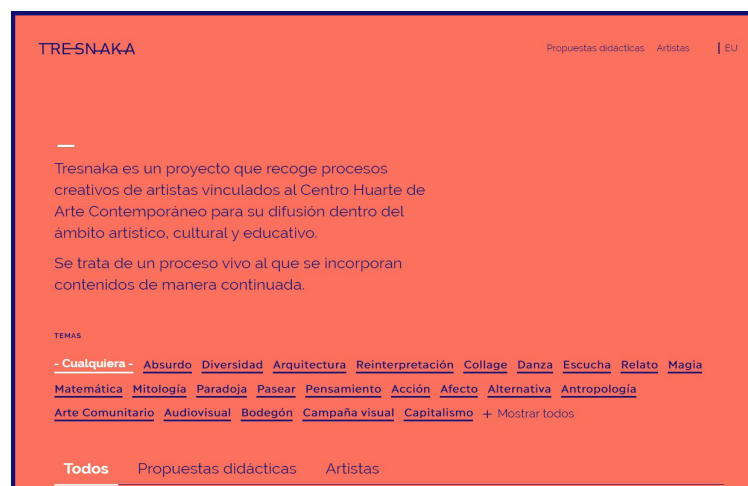 TRESNAKA
Propuestas didácticas Artistas | EU
Tresnaka es un proyecto que recoge procesos
creativos de artistas vinculados al Centro Huarte de
Arte Contemporáneo para su difusión dentro del
ámbito artístico, cultural y educativo.
Se trata de un proceso vivo al que se incorporan
contenidos de manera continuada.
TEMAS
- Cualquiera - Absurdo Diversidad Arquitectura Reinterpretación Collage Danza Escucha Relato Magia
Matemática Mitología Paradoja Pasear Pensamiento Acción Afecto Alternativa Antropología
Arte Comunitario Audiovisual Bodegón Campaña visual Capitalismo + Mostrar todos
Todos Propuestas didácticas Artistas